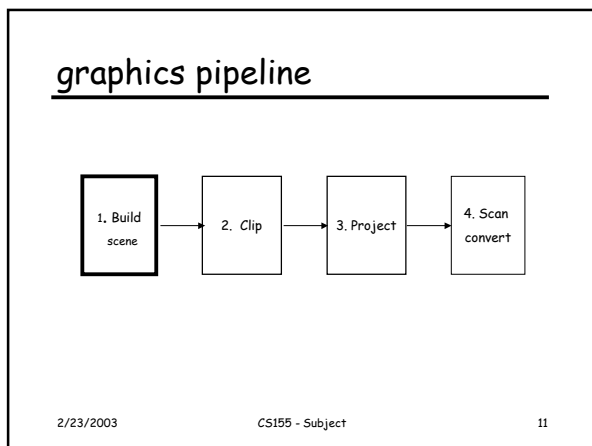 graphics pipeline
1. Build
scene
2. Clip
3. Project
4. Scan
convert
2/23/2003
CS155 - Subject
11